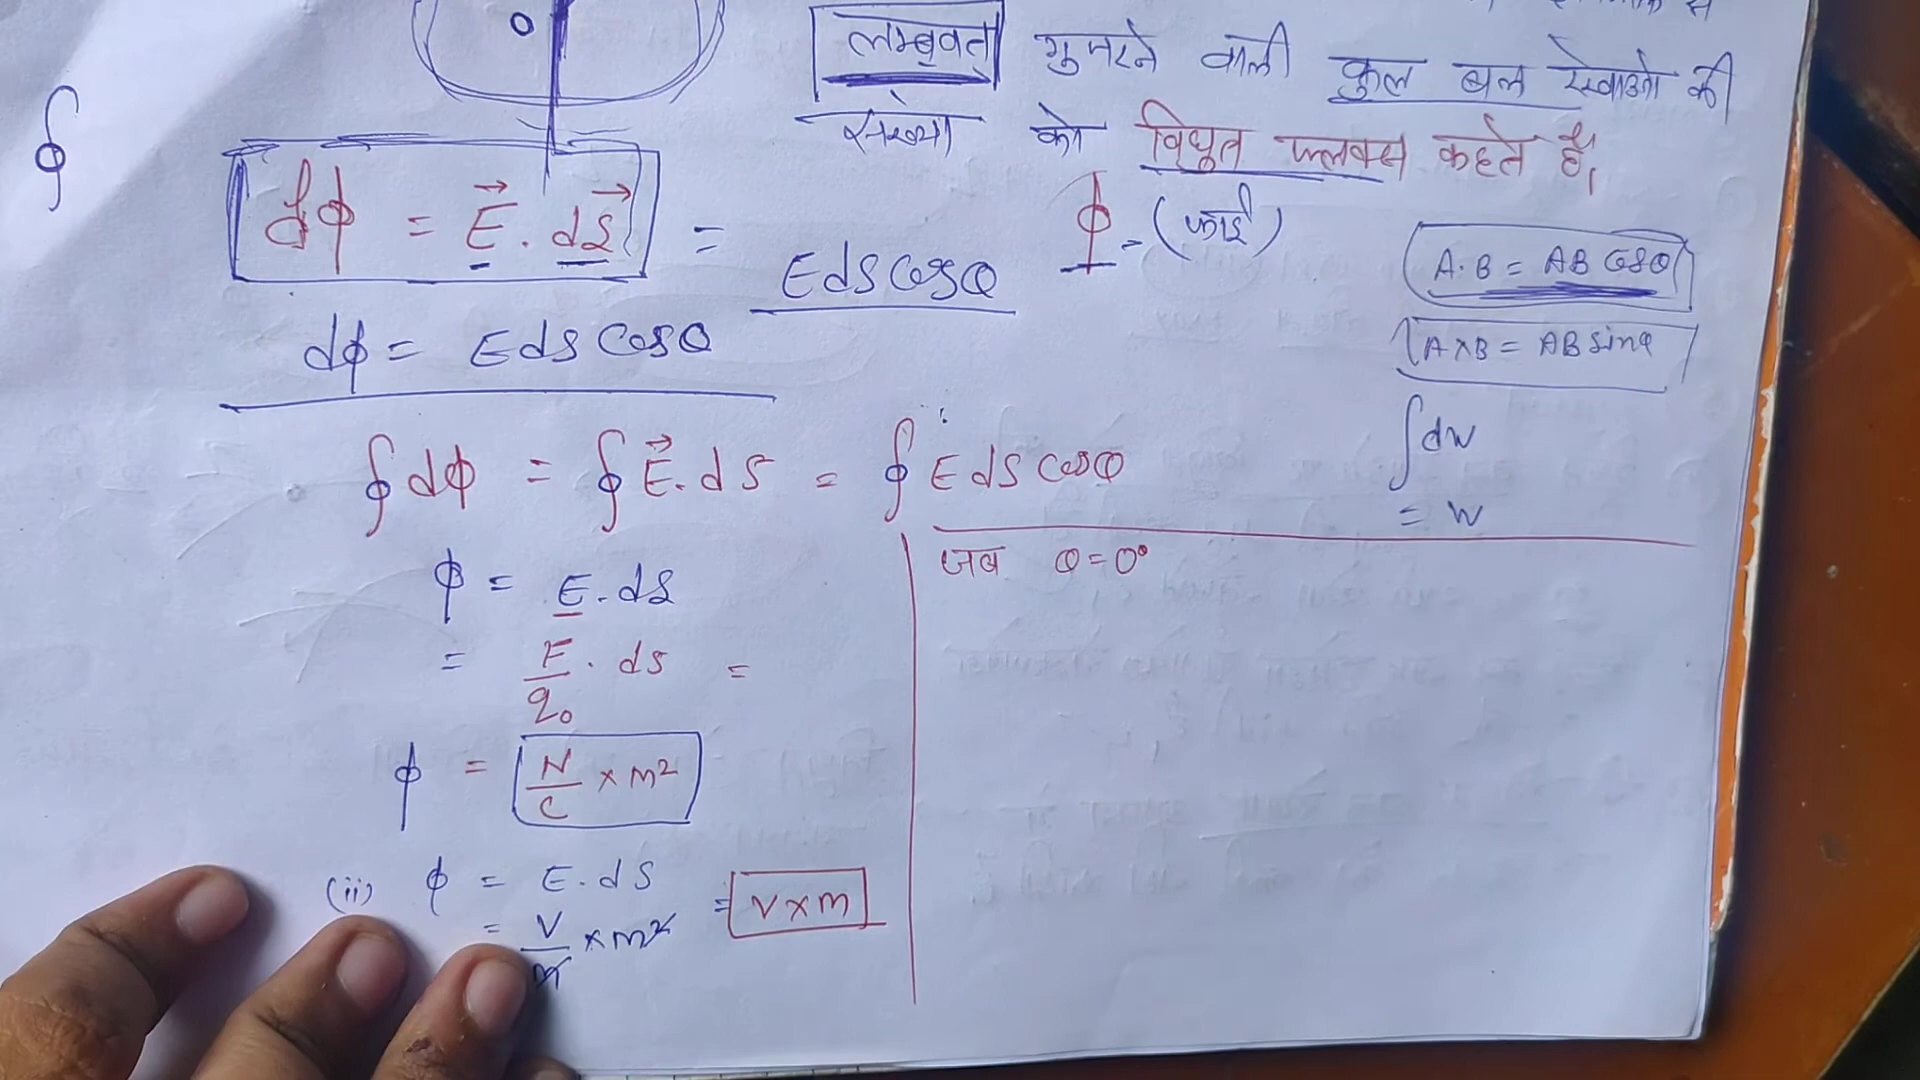 से
लम्बवत् गुजरने वाली कुल बल रेखाओ की
संख्या को विधुत फ्लक्स कहते है।
∮
dϕ = E⃗ . dS⃗ = EdS cosθ
ϕ = (फाई)
A·B = AB cosθ
A×B = AB sinθ
dϕ = EdS cosθ
∮dϕ = ∮E⃗.dS = ∮EdS cosθ
∫dw
= w
ϕ = E.dS
= F/q₀ . ds =
ϕ = N/C × m²
(ii) ϕ = E.dS
= V/m × m² = V×m
जब θ = 0°